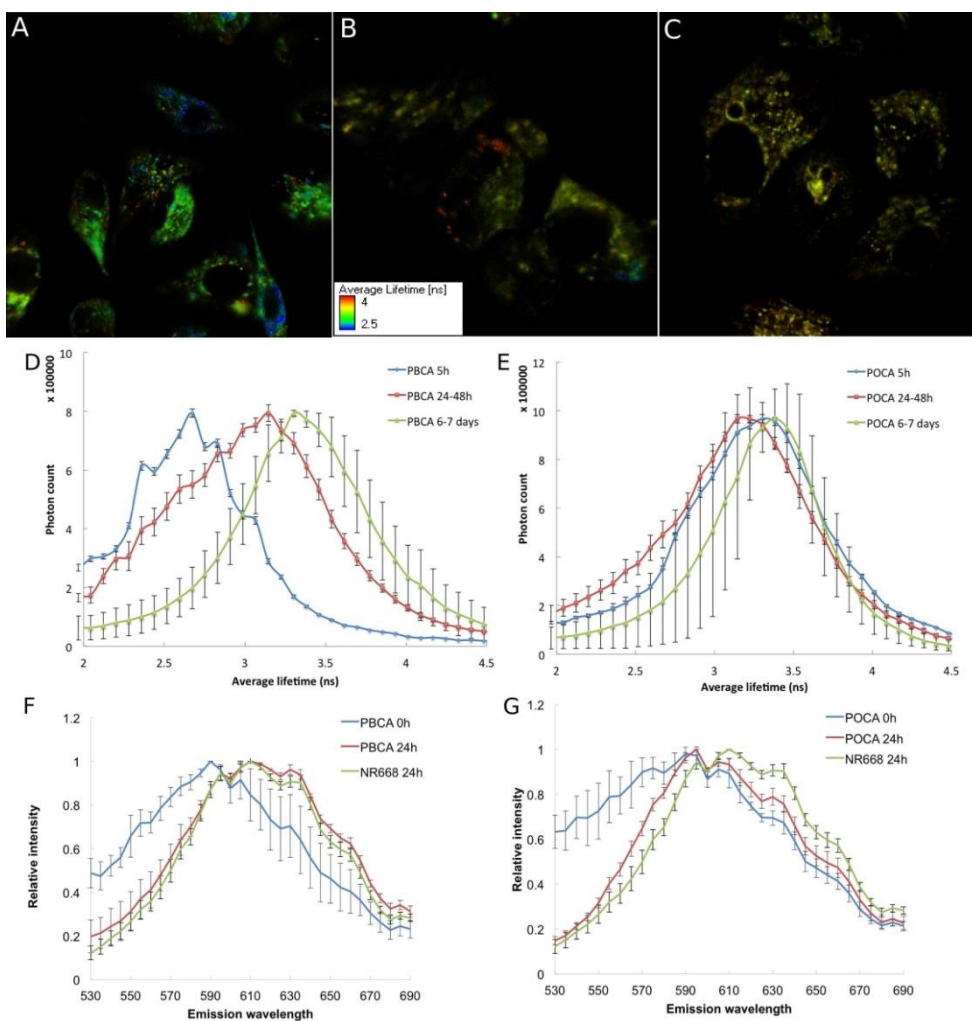 A
B
C
Average Lifetime [ns]
4
2.5
D
x 100000
Photon count
10
8
6
4
2
0
2
2.5
3
3.5
4
4.5
Average lifetime (ns)
PBCA 5h
PBCA 24-48h
PBCA 6-7 days
E
x 100000
Photon count
12
10
8
6
4
2
0
2
2.5
3
3.5
4
4.5
Average lifetime (ns)
POCA 5h
POCA 24-48h
POCA 6-7 days
F
Relative intensity
1.2
1
0.8
0.6
0.4
0.2
0
530 550 570 590 610 630 650 670 690
Emission wavelength
PBCA 0h
PBCA 24h
NR668 24h
G
Relative intensity
1.2
1
0.8
0.6
0.4
0.2
0
530 550 570 590 610 630 650 670 690
Emission wavelength
POCA 0h
POCA 24h
NR668 24h